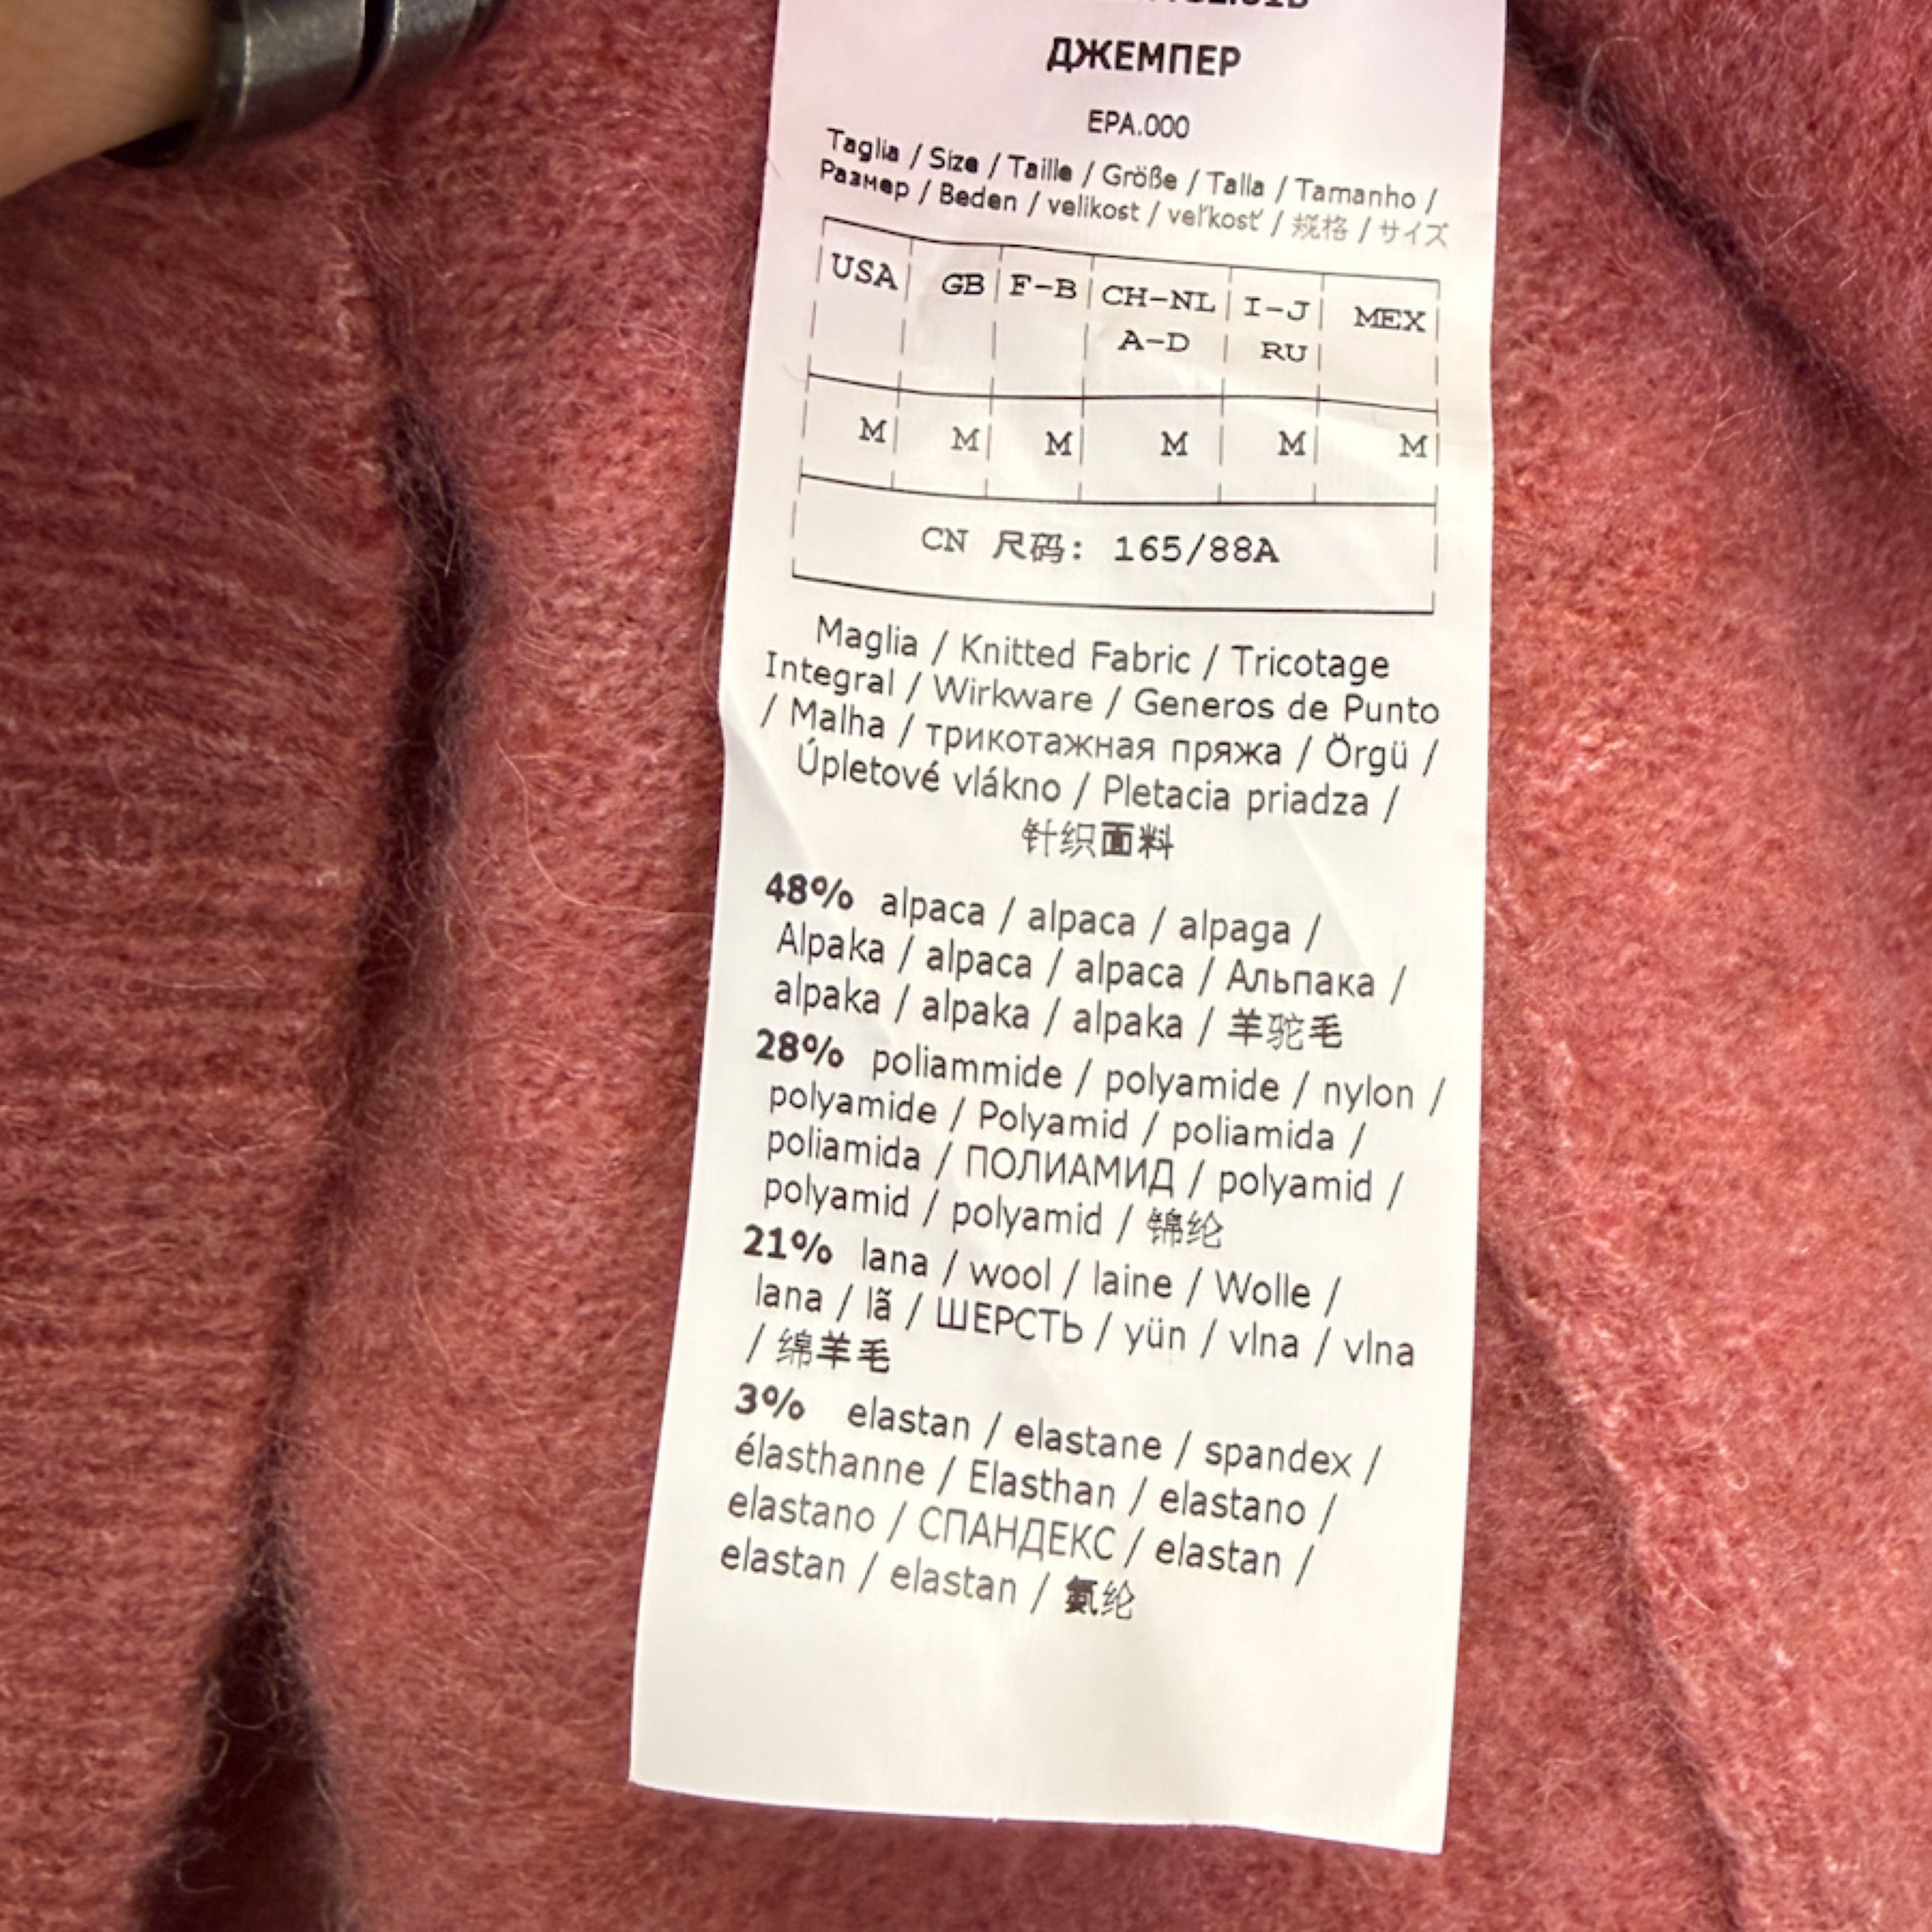 ДЖЕМПЕР
EPA.000
Taglia / Size / Taille / Größe / Talla / Tamanho /
Размер / Beden / velikost / veľkosť / 规格 / サイズ
USA GB F-B CH-NL I-J MEX
A-D RU
M M M M M M
CN 尺码: 165/88A
Maglia / Knitted Fabric / Tricotage
Integral / Wirkware / Generos de Punto
/ Malha / трикотажная пряжа / Örgü /
Úpletové vlákno / Pletacia priadza /
针织面料
48% alpaca / alpaca / alpaga /
Alpaka / alpaca / alpaca / Альпака /
alpaka / alpaka / alpaka / 羊驼毛
28% poliammide / polyamide / nylon /
polyamide / Polyamid / poliamida /
poliamida / ПОЛИАМИД / polyamid /
polyamid / polyamid / 锦纶
21% lana / wool / laine / Wolle /
lana / lã / ШЕРСТЬ / yün / vlna / vlna
/ 绵羊毛
3% elastan / elastane / spandex /
élasthanne / Elasthan / elastano /
elastano / СПАНДЕКС / elastan /
elastan / elastan / 氨纶